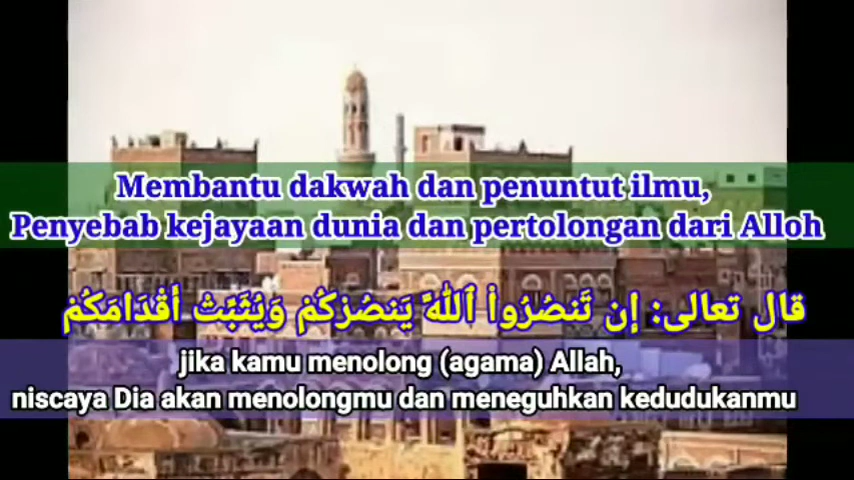 Membantu dakwah dan penuntut ilmu,
Penyebab kejayaan dunia dan pertolongan dari Alloh
قال تعالى: إِن تَنصُرُوا۟ ٱللَّهَ يَنصُرْكُمْ وَيُثَبِّتْ أَقْدَامَكُمْ
jika kamu menolong (agama) Allah,
niscaya Dia akan menolongmu dan meneguhkan kedudukanmu